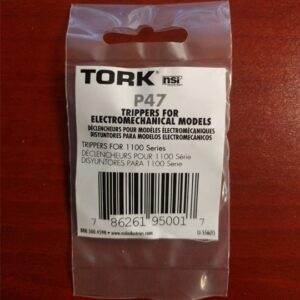 TORK® nsi
P47
TRIPPERS FOR
ELECTROMECHANICAL MODELS
DÉCLENCHEURS POUR MODÈLES ÉLECTROMÉCANIQUES
DISYUNTORES PARA MODELOS ELECTROMECANICOS
TRIPPERS FOR 1100 Series
DÉCLENCHEURS POUR 1100 Série
DISYUNTORES PARA 1100 Serie
7 86261 95001 7